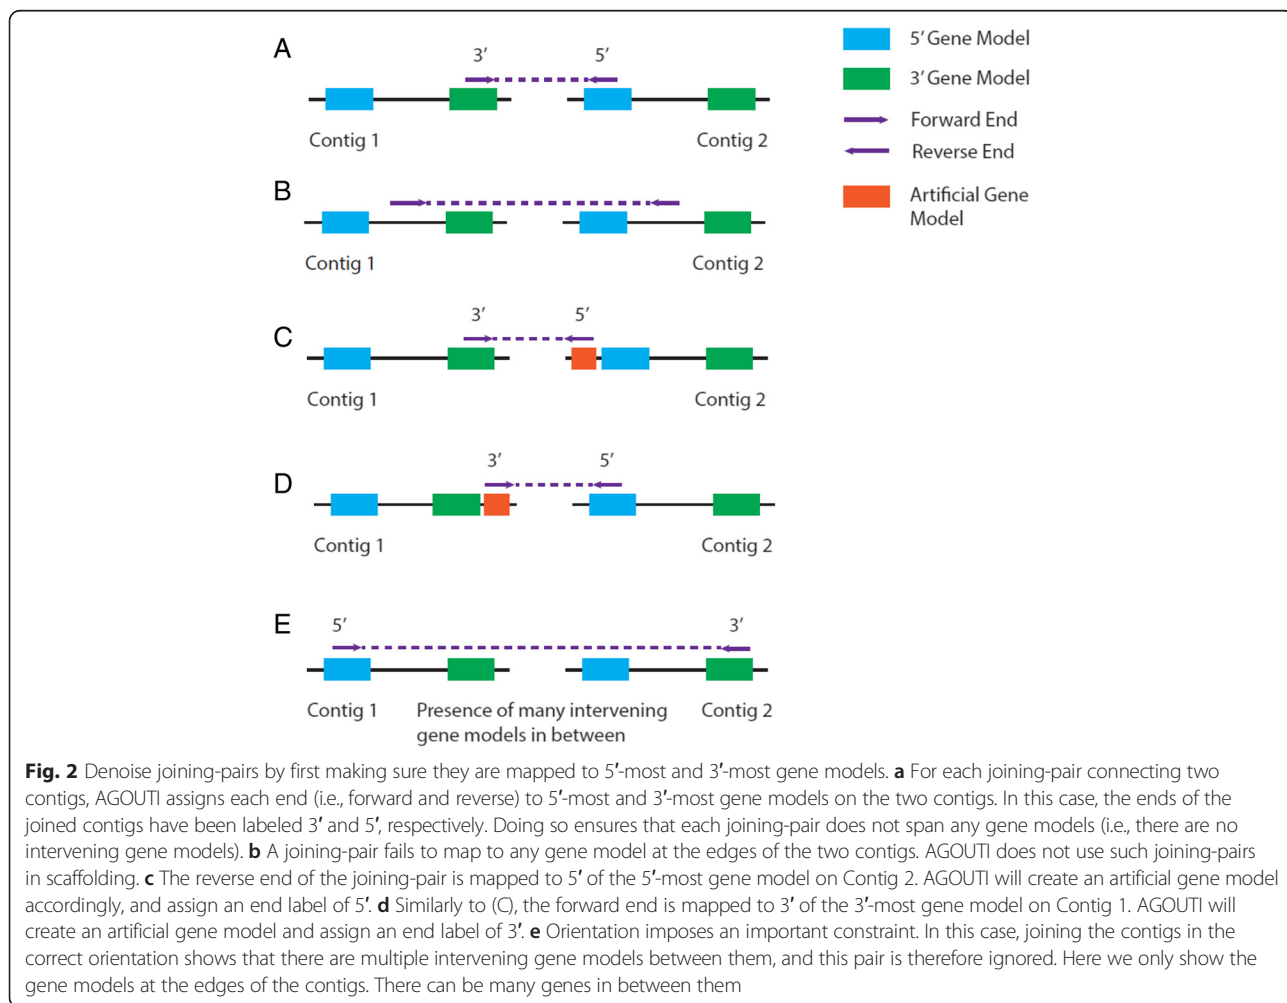 A
3′ 5′
Contig 1 Contig 2
5′ Gene Model
3′ Gene Model
Forward End
Reverse End
Artificial Gene
Model
B
Contig 1 Contig 2
C
3′ 5′
Contig 1 Contig 2
D
3′ 5′
Contig 1 Contig 2
E
5′ 3′
Contig 1 Presence of many intervening Contig 2
gene models in between
Fig. 2 Denoise joining-pairs by first making sure they are mapped to 5′-most and 3′-most gene models. a For each joining-pair connecting two
contigs, AGOUTI assigns each end (i.e., forward and reverse) to 5′-most and 3′-most gene models on the two contigs. In this case, the ends of the
joined contigs have been labeled 3′ and 5′, respectively. Doing so ensures that each joining-pair does not span any gene models (i.e., there are no
intervening gene models). b A joining-pair fails to map to any gene model at the edges of the two contigs. AGOUTI does not use such joining-pairs
in scaffolding. c The reverse end of the joining-pair is mapped to 5′ of the 5′-most gene model on Contig 2. AGOUTI will create an artificial gene model
accordingly, and assign an end label of 5′. d Similarly to (C), the forward end is mapped to 3′ of the 3′-most gene model on Contig 1. AGOUTI will
create an artificial gene model and assign an end label of 3′. e Orientation imposes an important constraint. In this case, joining the contigs in the
correct orientation shows that there are multiple intervening gene models between them, and this pair is therefore ignored. Here we only show the
gene models at the edges of the contigs. There can be many genes in between them